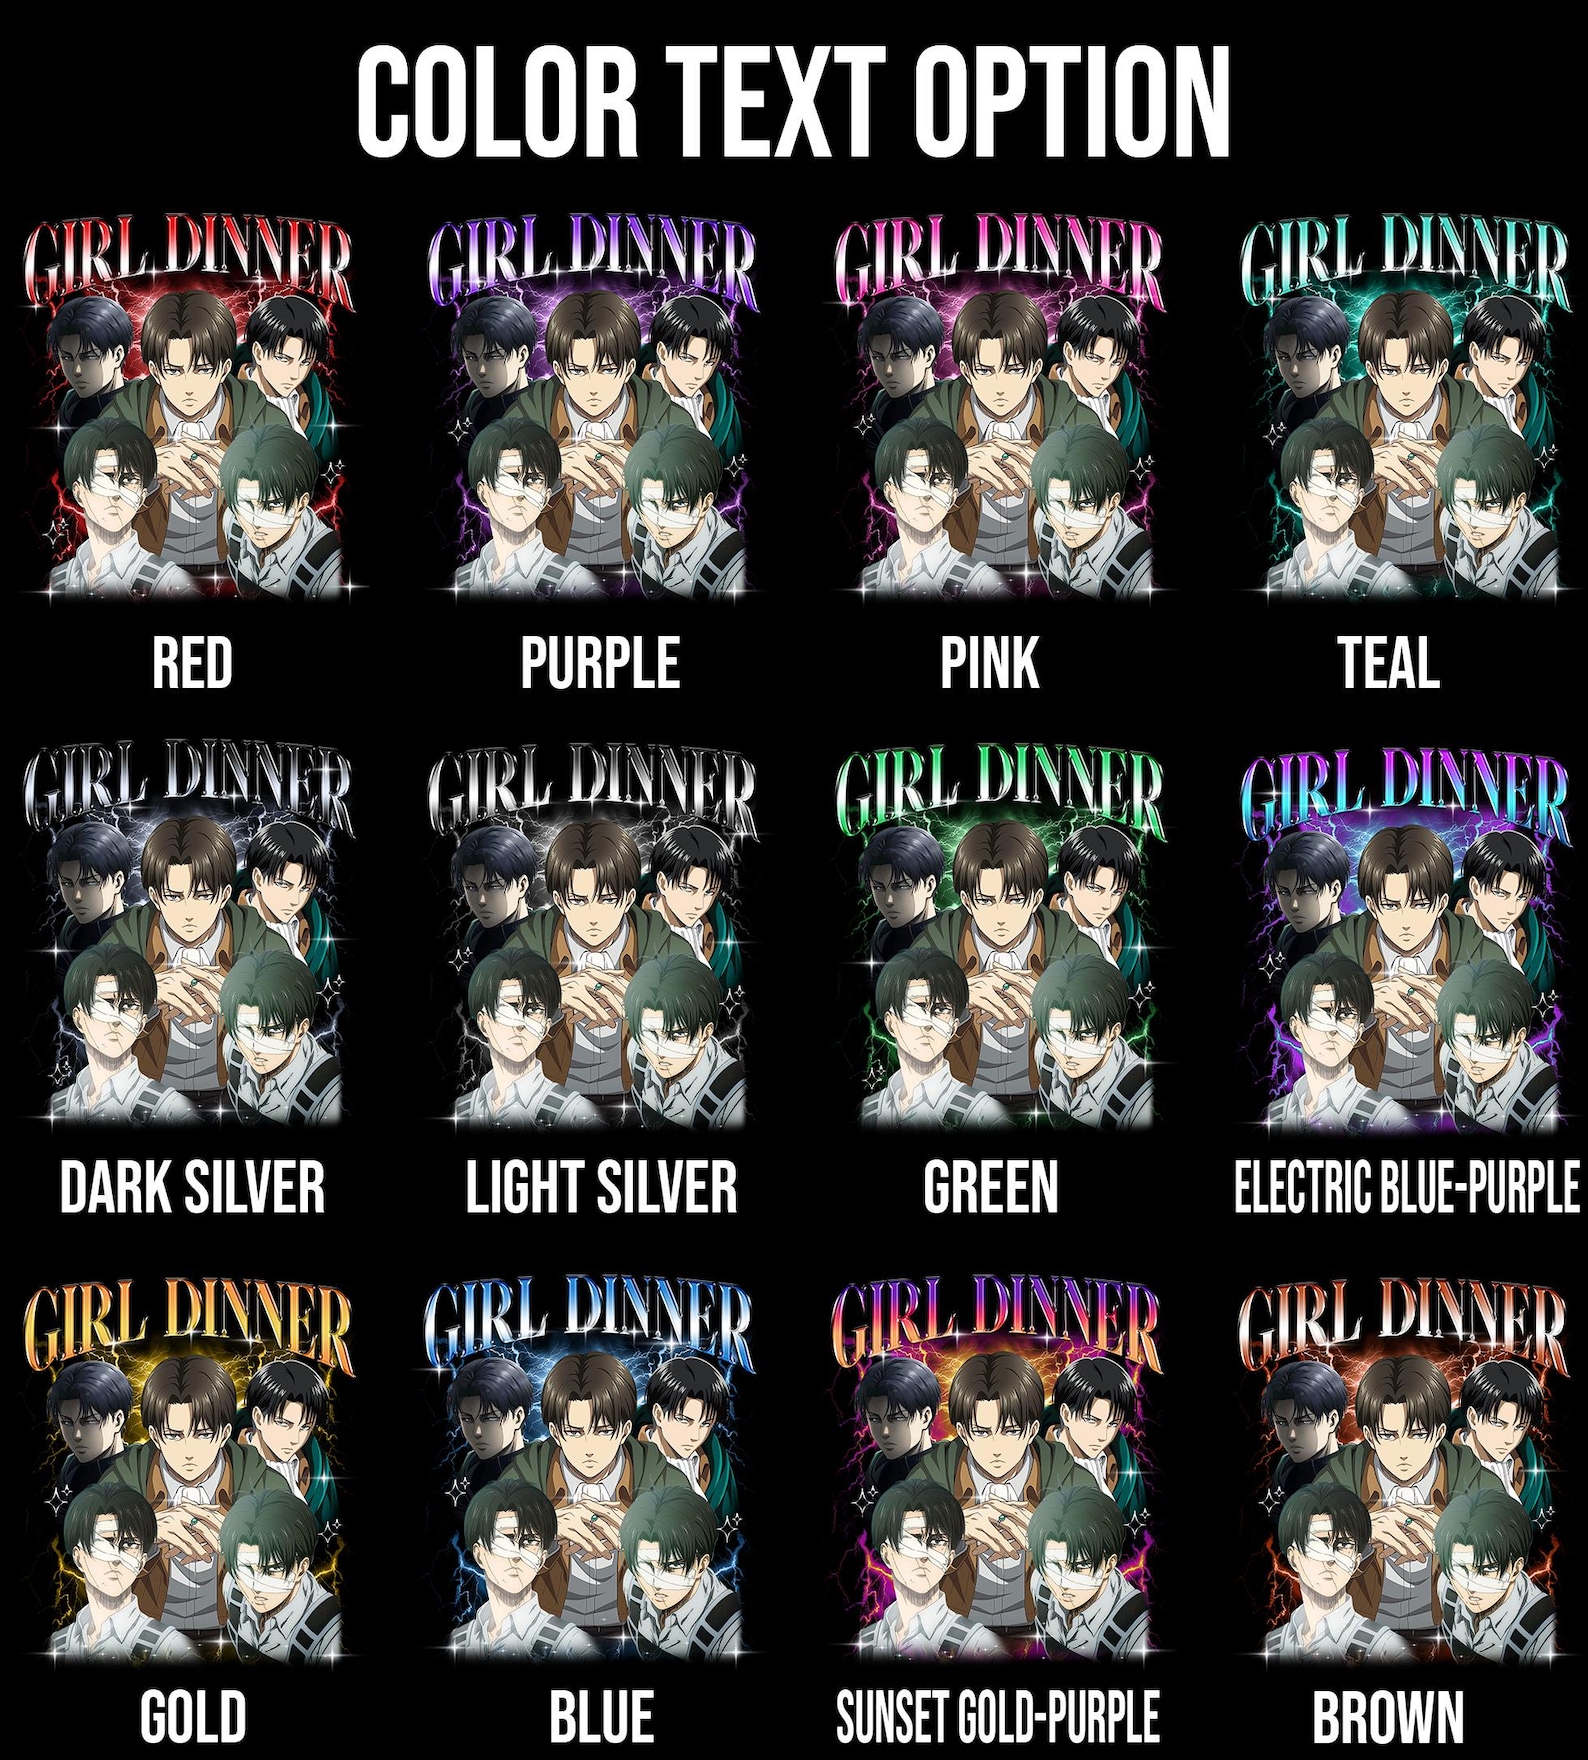 COLOR TEXT OPTION
GIRL DINNER GIRL DINNER GIRL DINNER GIRL DINNER
RED PURPLE PINK TEAL
GIRL DINNER GIRL DINNER GIRL DINNER GIRL DINNER
DARK SILVER LIGHT SILVER GREEN ELECTRIC BLUE-PURPLE
GIRL DINNER GIRL DINNER GIRL DINNER GIRL DINNER
GOLD BLUE SUNSET GOLD-PURPLE BROWN